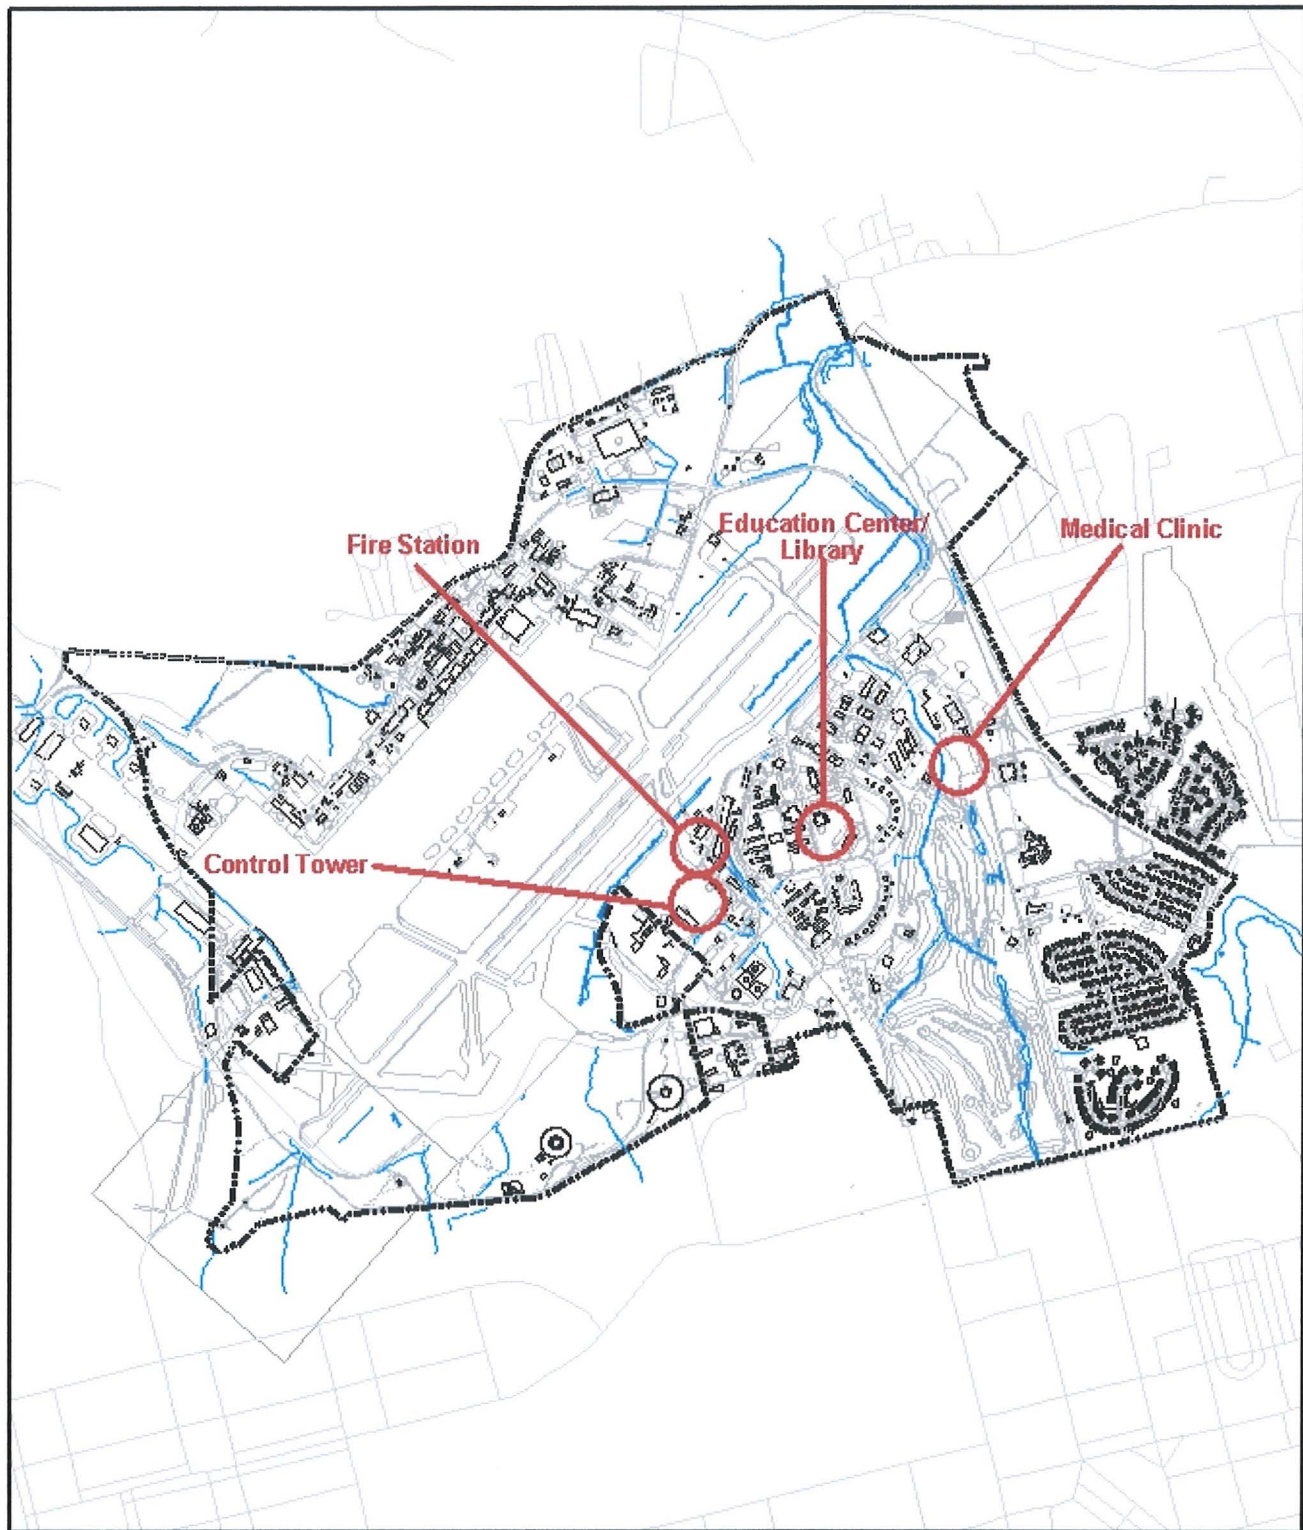 Fire Station
Education Center/
Library
Medical Clinic
Control Tower